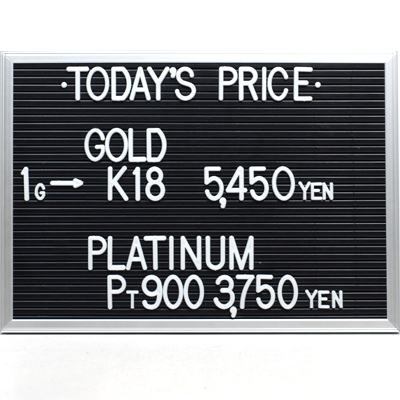 ·TODAY'S PRICE·
GOLD
1G→ K18 5,450 YEN
PLATINUM
PT900 3,750 YEN